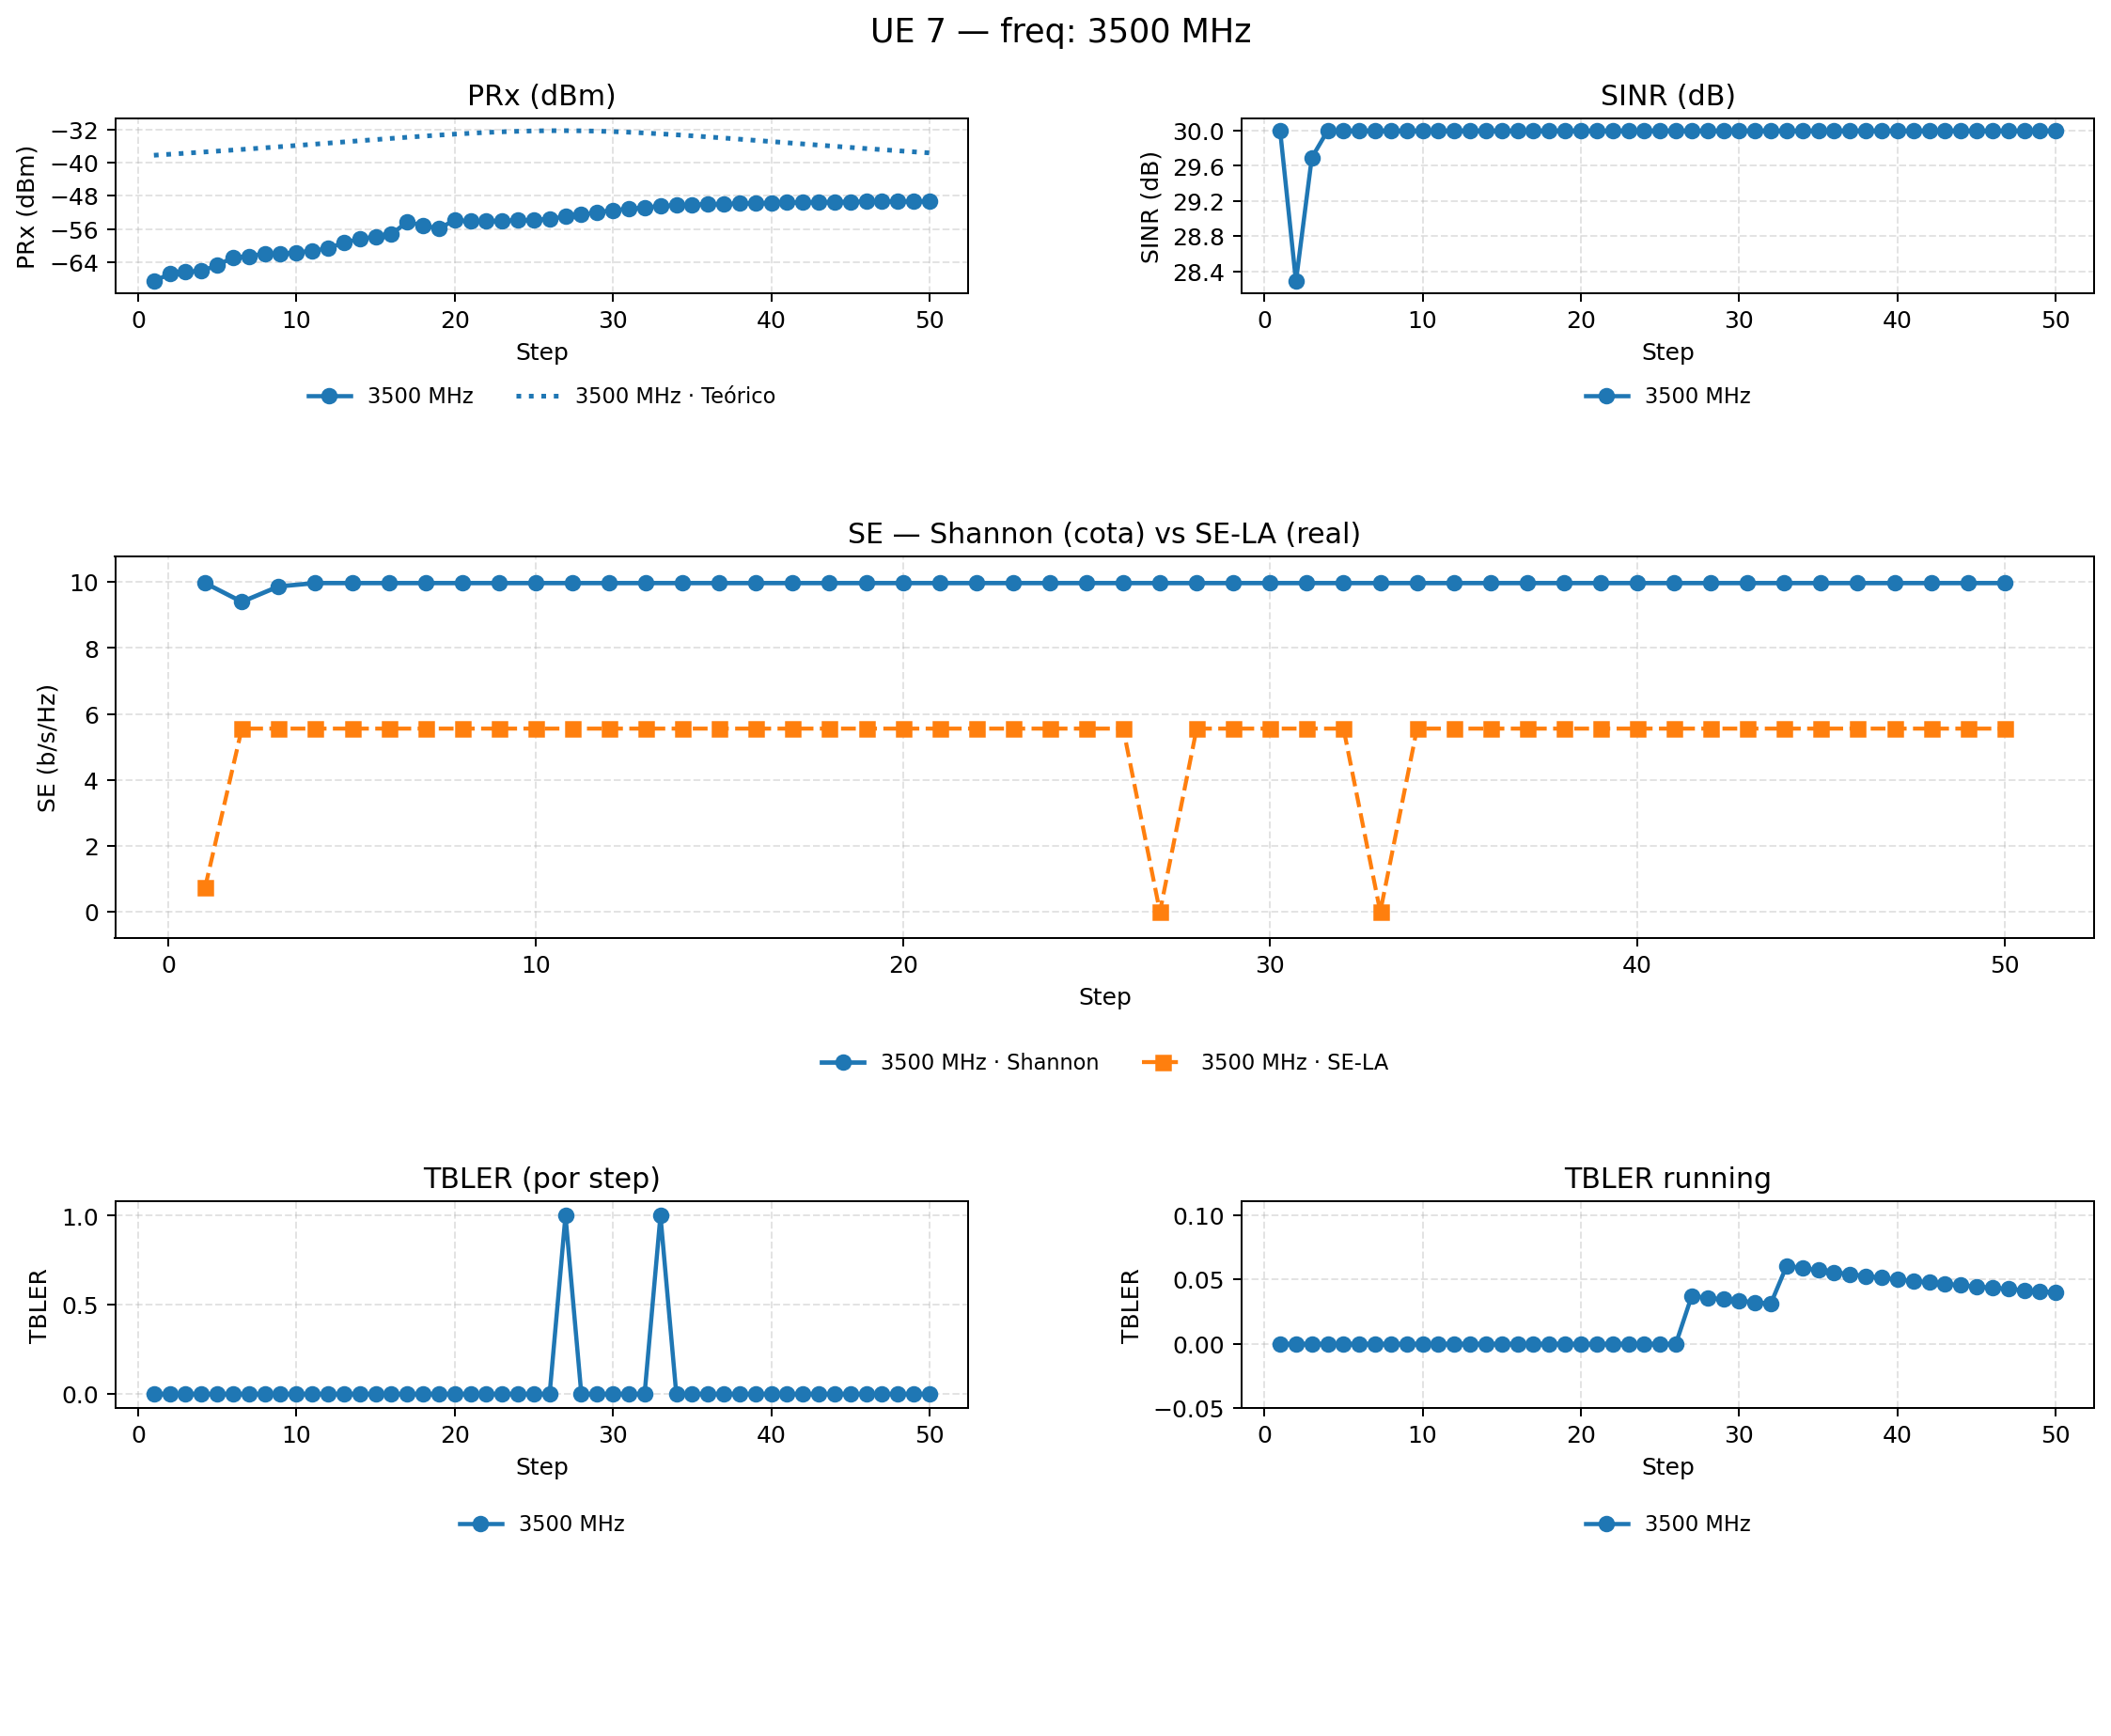 UE 7 — freq: 3500 MHz
PRx (dBm)
PRx (dBm)
−32
−40
−48
−56
−64
0 10 20 30 40 50
Step
3500 MHz 3500 MHz · Teórico
SINR (dB)
SINR (dB)
30.0
29.6
29.2
28.8
28.4
0 10 20 30 40 50
Step
3500 MHz
SE — Shannon (cota) vs SE-LA (real)
SE (b/s/Hz)
10
8
6
4
2
0
0 10 20 30 40 50
Step
3500 MHz · Shannon 3500 MHz · SE-LA
TBLER (por step)
TBLER
1.0
0.5
0.0
0 10 20 30 40 50
Step
3500 MHz
TBLER running
TBLER
0.10
0.05
0.00
−0.05
0 10 20 30 40 50
Step
3500 MHz